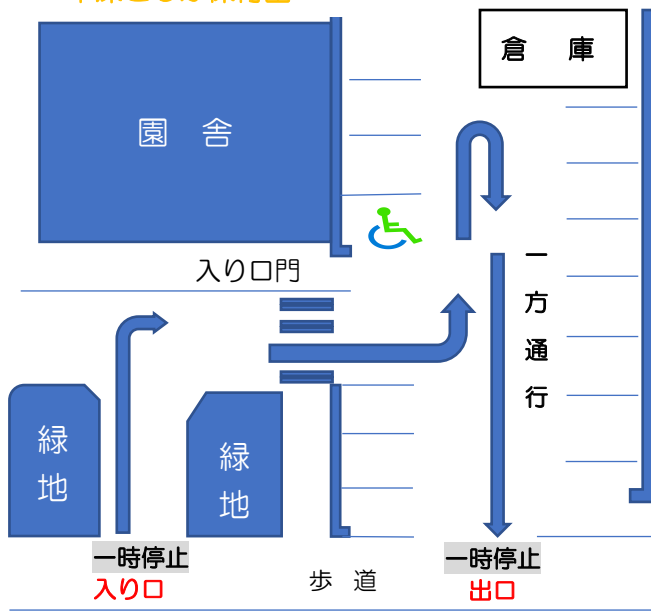 倉 庫
園 舎
入り口門
一方通行
緑地
緑地
一時停止
入り口
歩 道
一時停止
出口